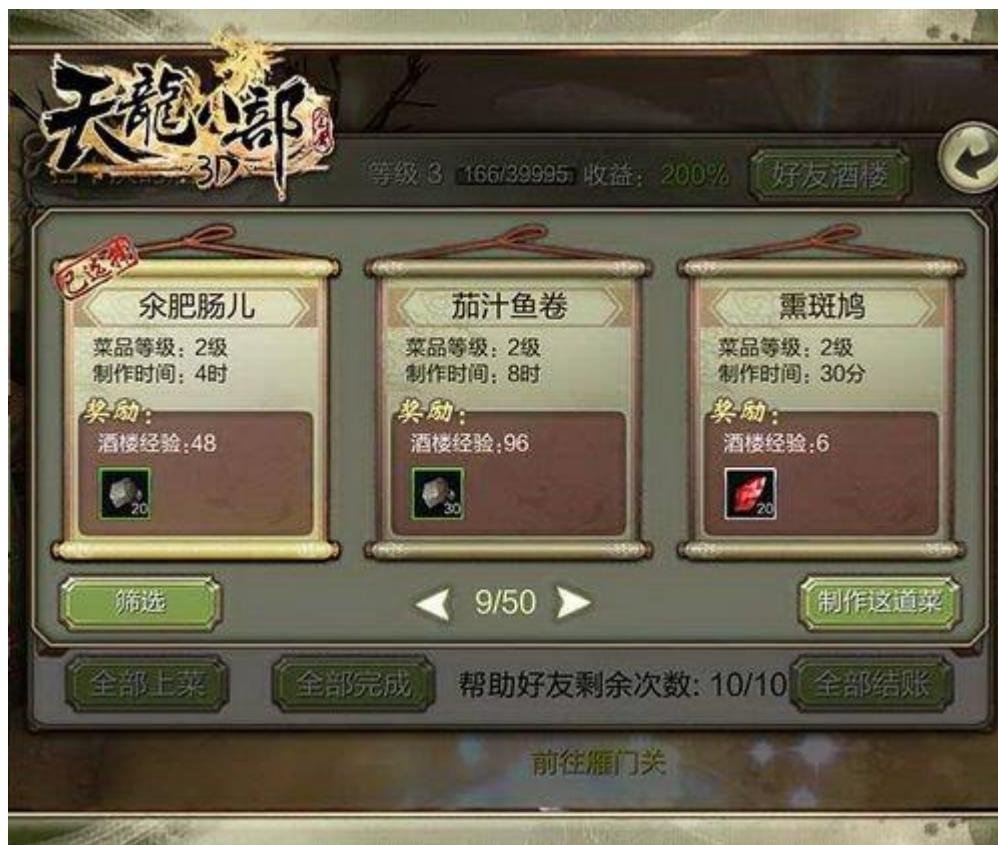 天龍八部
3D
等级 3 166/39995 收益: 200% 好友酒楼
已选择
汆肥肠儿
菜品等级: 2级
制作时间: 4时
奖励:
酒楼经验:48
20
茄汁鱼卷
菜品等级: 2级
制作时间: 8时
奖励:
酒楼经验:96
30
熏斑鸠
菜品等级: 2级
制作时间: 30分
奖励:
酒楼经验:6
20
筛选
9/50
制作这道菜
全部上菜 全部完成 帮助好友剩余次数: 10/10 全部结账
前往雁门关